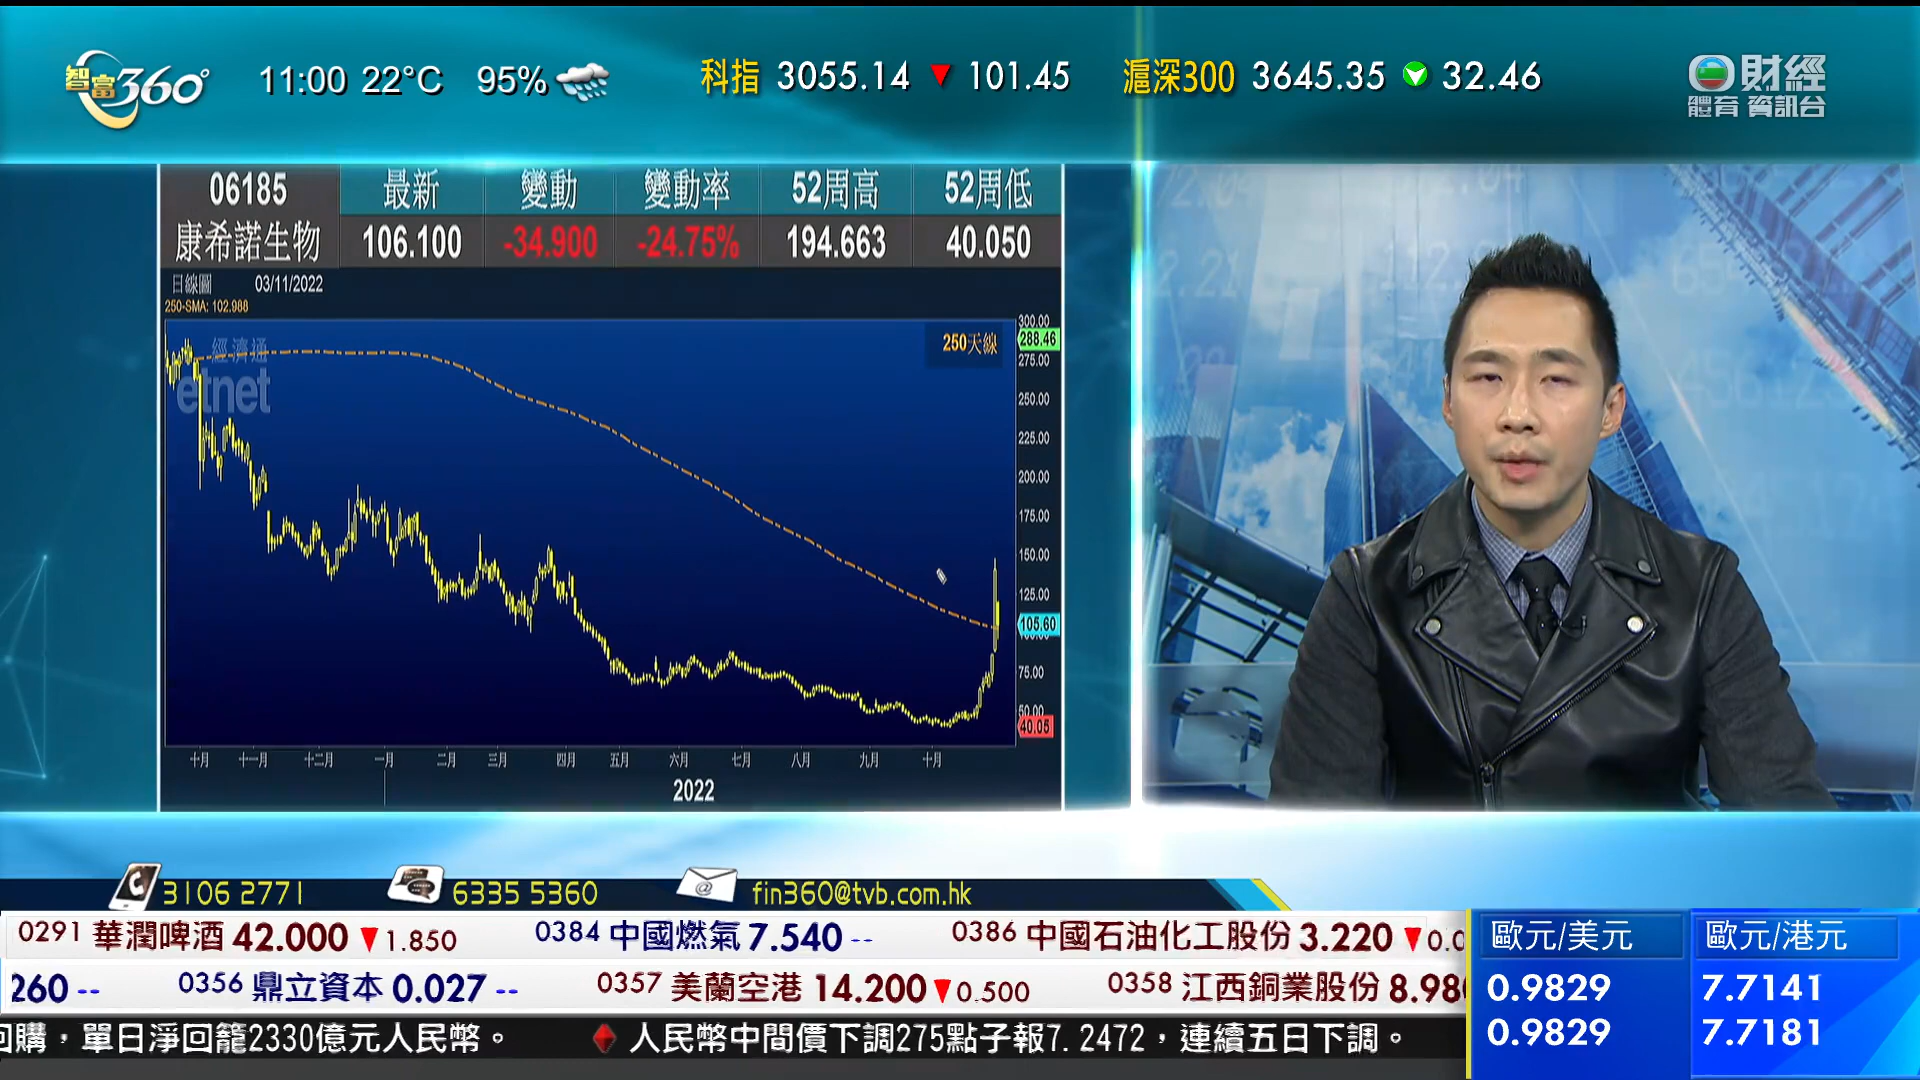 智富360°
11:00 22°C 95%
科指 3055.14 ▼ 101.45
滬深300 3645.35 32.46
財經
體育 資訊台
06185 最新 變動 變動率 52周高 52周低
康希諾生物 106.100 -34.900 -24.75% 194.663 40.050
日線圖 03/11/2022
250-SMA: 102.988
經濟通
etnet
250天線
300.00
288.46
275.00
250.00
225.00
200.00
175.00
150.00
125.00
105.60
75.00
50.00
40.05
十月 十一月 十二月 一月 二月 三月 四月 五月 六月 七月 八月 九月 十月
2022
3106 2771 6335 5360 fin360@tvb.com.hk
0291 華潤啤酒 42.000 ▼ 1.850 0384 中國燃氣 7.540 -- 0386 中國石油化工股份 3.220 ▼ 0.0
260 -- 0356 鼎立資本 0.027 -- 0357 美蘭空港 14.200 ▼ 0.500 0358 江西銅業股份 8.98
回購，單日淨回籠2330億元人民幣。 人民幣中間價下調275點子報7.2472，連續五日下調。
歐元/美元 歐元/港元
0.9829 7.7141
0.9829 7.7181